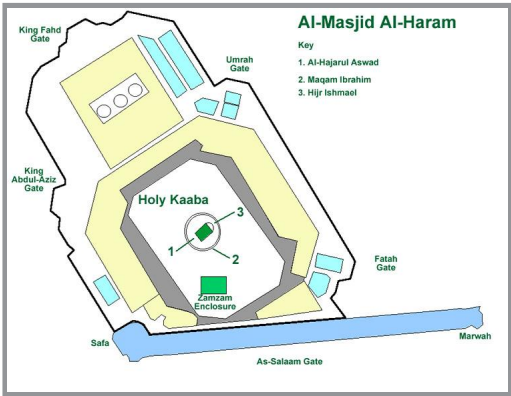 Al-Masjid Al-Haram
Key
1. Al-Hajarul Aswad
2. Maqam Ibrahim
3. Hijr Ishmael
King Fahd
Gate
Umrah
Gate
King
Abdul-Aziz
Gate
Holy Kaaba
3
1
2
Fatah
Gate
Zamzam
Enclosure
Safa
Marwah
As-Salaam Gate